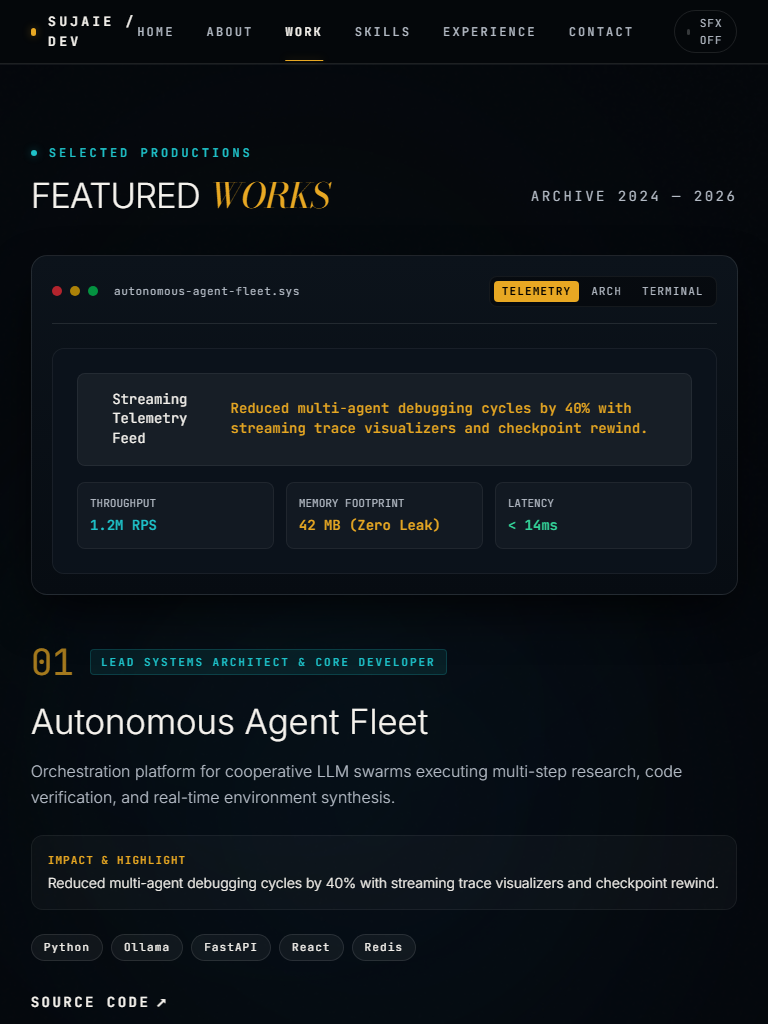 SUJAIE /
DEV
HOME
ABOUT
WORK
SKILLS
EXPERIENCE
CONTACT
SFX
OFF
SELECTED PRODUCTIONS
FEATURED WORKS
ARCHIVE 2024 — 2026
autonomous-agent-fleet.sys
TELEMETRY
ARCH
TERMINAL
Streaming
Telemetry
Feed
Reduced multi-agent debugging cycles by 40% with
streaming trace visualizers and checkpoint rewind.
THROUGHPUT
1.2M RPS
MEMORY FOOTPRINT
42 MB (Zero Leak)
LATENCY
< 14ms
01
LEAD SYSTEMS ARCHITECT & CORE DEVELOPER
Autonomous Agent Fleet
Orchestration platform for cooperative LLM swarms executing multi-step research, code
verification, and real-time environment synthesis.
IMPACT & HIGHLIGHT
Reduced multi-agent debugging cycles by 40% with streaming trace visualizers and checkpoint rewind.
Python
Ollama
FastAPI
React
Redis
SOURCE CODE ↗